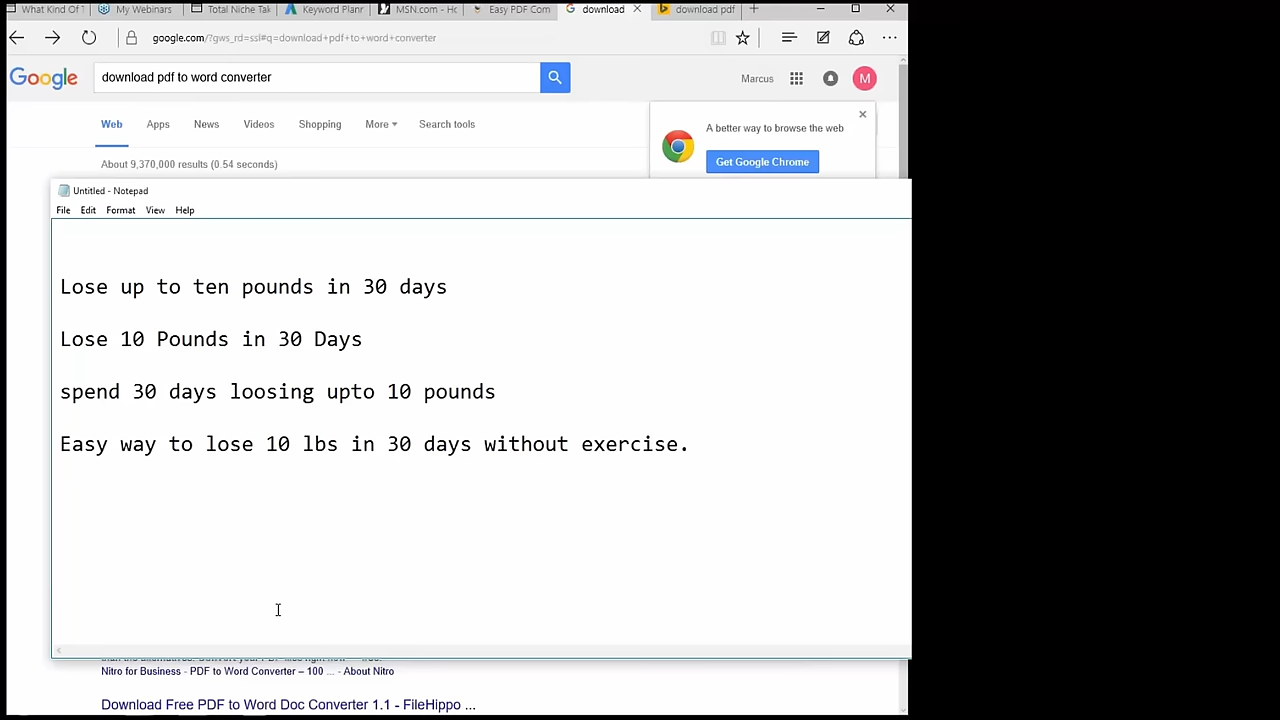 What Kind Of
My Webinars
Total Niche Tak
Keyword Planr
MSN.com - Ho
Easy PDF Com
download
download pdf
google.com/?gws_rd=ssl#q=download+pdf+to+word+converter
Google
download pdf to word converter
Marcus
M
Web
Apps
News
Videos
Shopping
More
Search tools
A better way to browse the web
Get Google Chrome
About 9,370,000 results (0.54 seconds)
Untitled - Notepad
File
Edit
Format
View
Help
Lose up to ten pounds in 30 days
Lose 10 Pounds in 30 Days
spend 30 days loosing upto 10 pounds
Easy way to lose 10 lbs in 30 days without exercise.
Nitro for Business - PDF to Word Converter – 100 ... - About Nitro
Download Free PDF to Word Doc Converter 1.1 - FileHippo ...